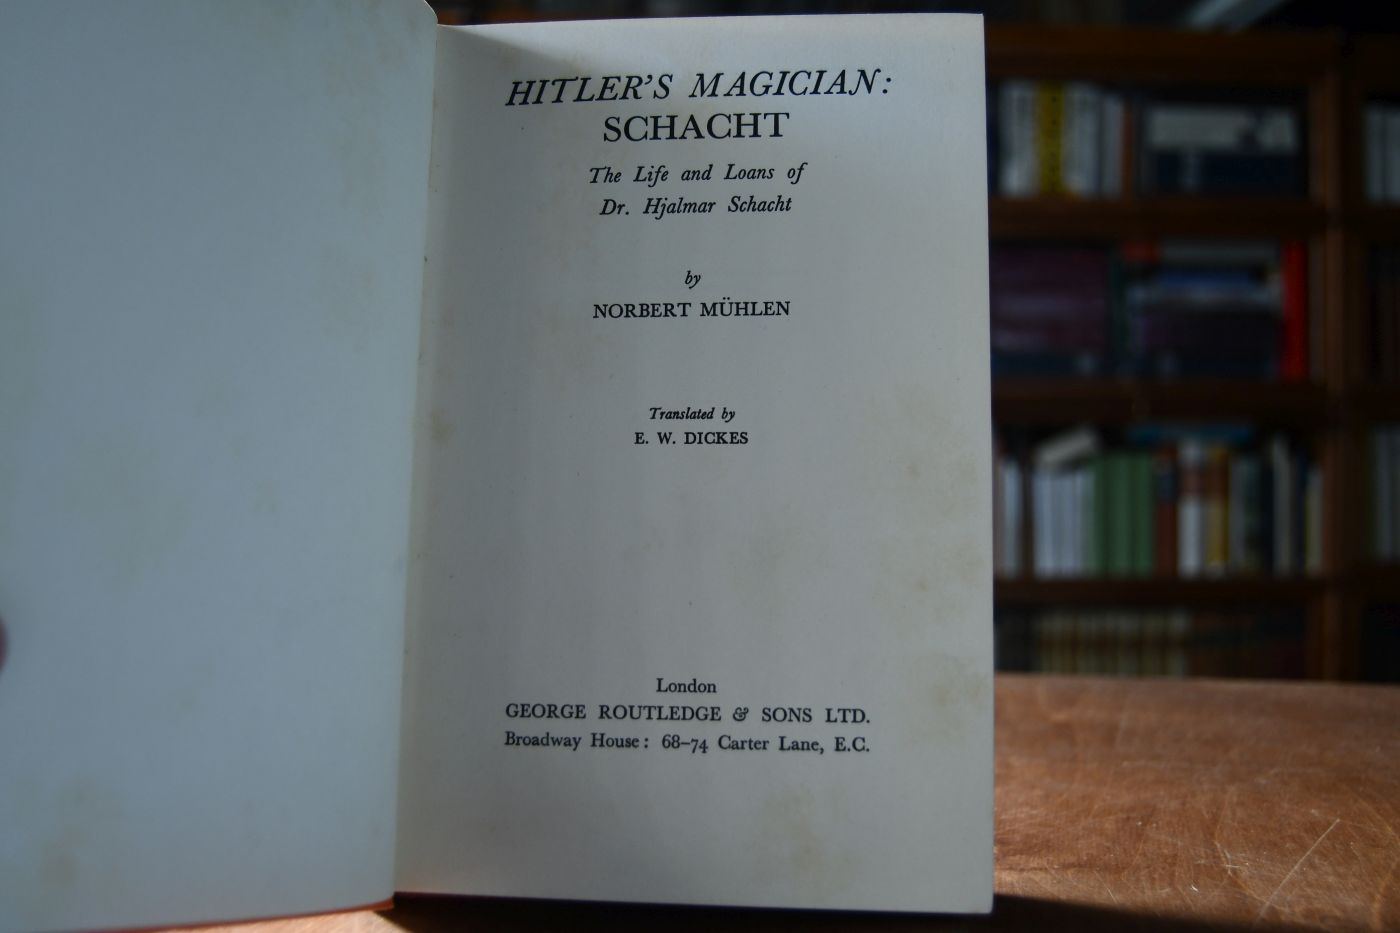 HITLER'S MAGICIAN:
SCHACHT
The Life and Loans of
Dr. Hjalmar Schacht
by
NORBERT MÜHLEN
Translated by
E. W. DICKES
London
GEORGE ROUTLEDGE & SONS LTD.
Broadway House: 68–74 Carter Lane, E.C.